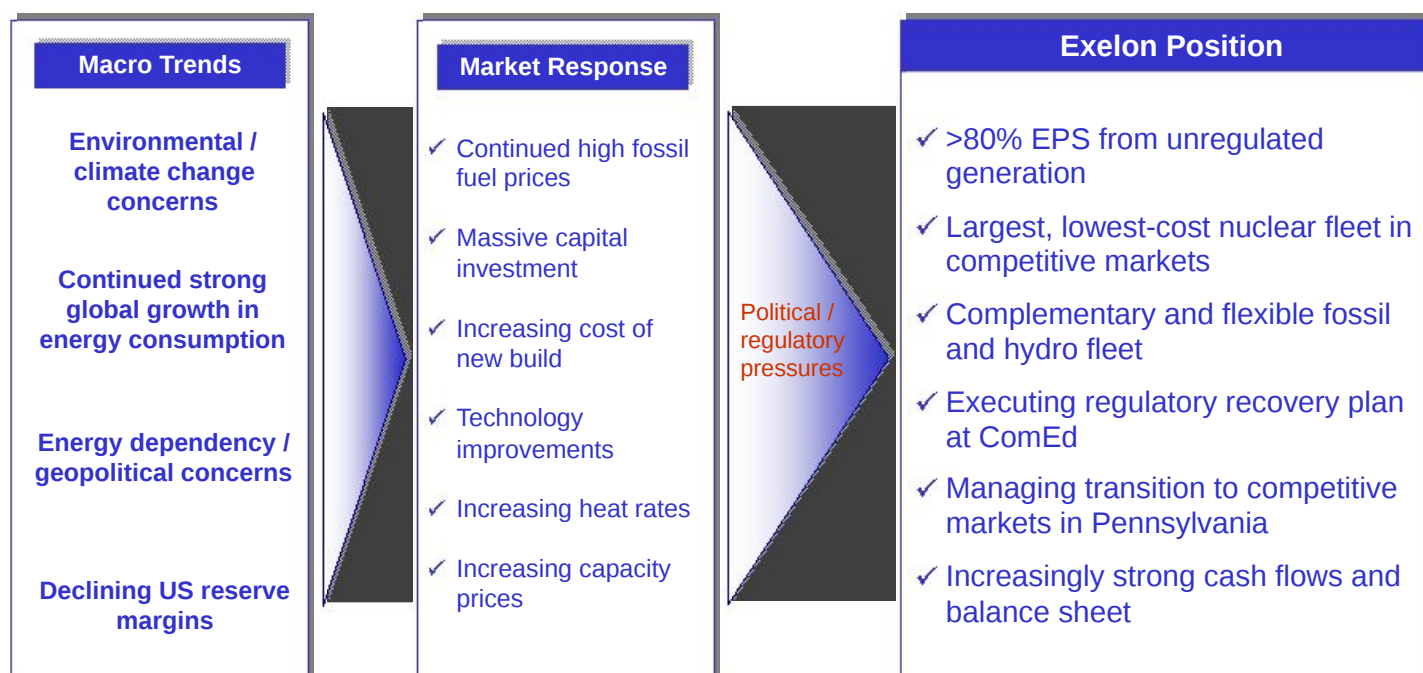 Macro Trends
Environmental /
climate change
concerns
Continued strong
global growth in
energy consumption
Energy dependency /
geopolitical concerns
Declining US reserve
margins
Market Response
✓ Continued high fossil
fuel prices
✓ Massive capital
investment
✓ Increasing cost of
new build
✓ Technology
improvements
✓ Increasing heat rates
✓ Increasing capacity
prices
Political /
regulatory
pressures
Exelon Position
✓ >80% EPS from unregulated
generation
✓ Largest, lowest-cost nuclear fleet in
competitive markets
✓ Complementary and flexible fossil
and hydro fleet
✓ Executing regulatory recovery plan
at ComEd
✓ Managing transition to competitive
markets in Pennsylvania
✓ Increasingly strong cash flows and
balance sheet